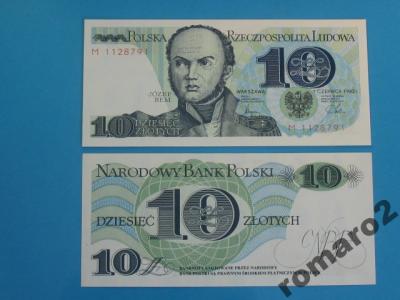 POLSKA RZECZPOSPOLITA LUDOWA
M 1128791
10
JÓZEF
BEM
WARSZAWA 1 CZERWCA 1982
10 DZIESIĘĆ
ZŁOTYCH
M 1128791
NARODOWY BANK POLSKI
10
DZIESIĘĆ 10 ZŁOTYCH
NBP
10
romaro2